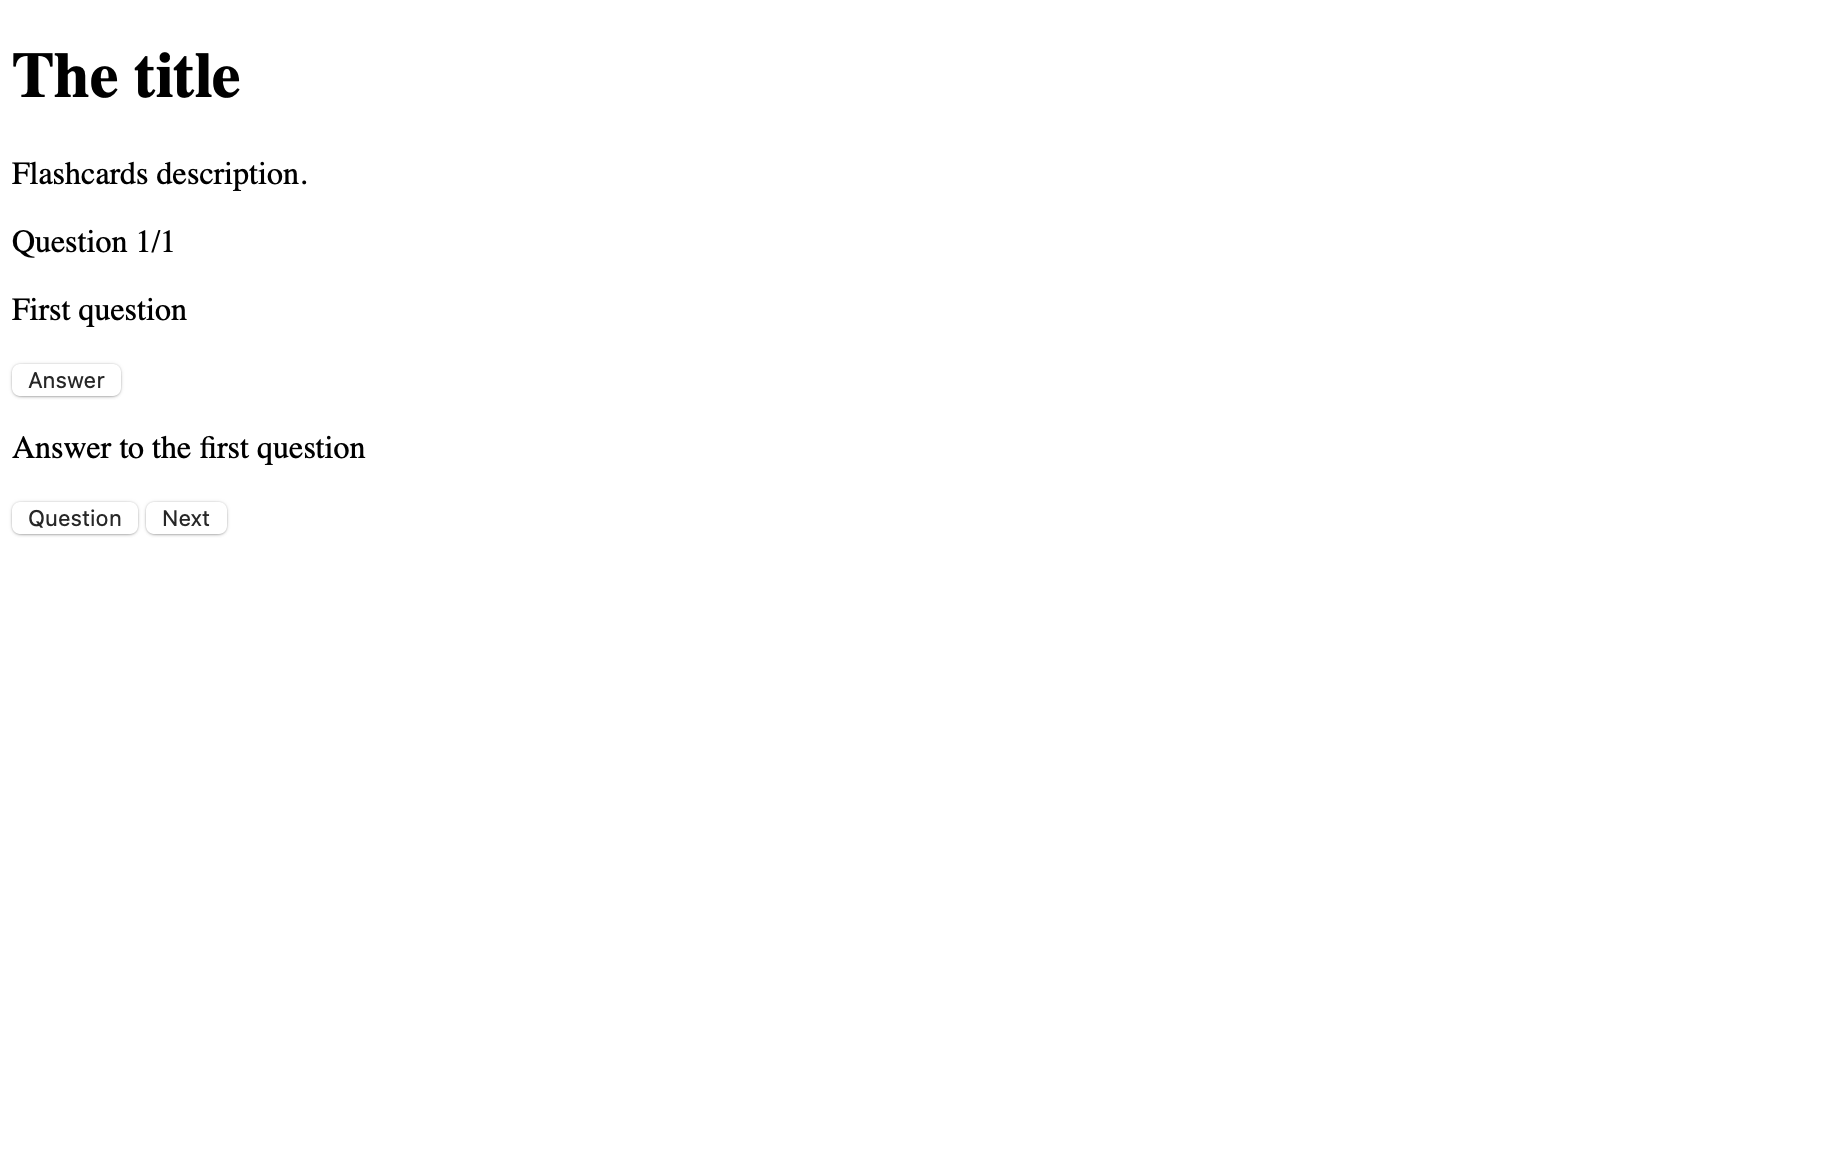 The title
Flashcards description.
Question 1/1
First question
Answer
Answer to the first question
Question Next